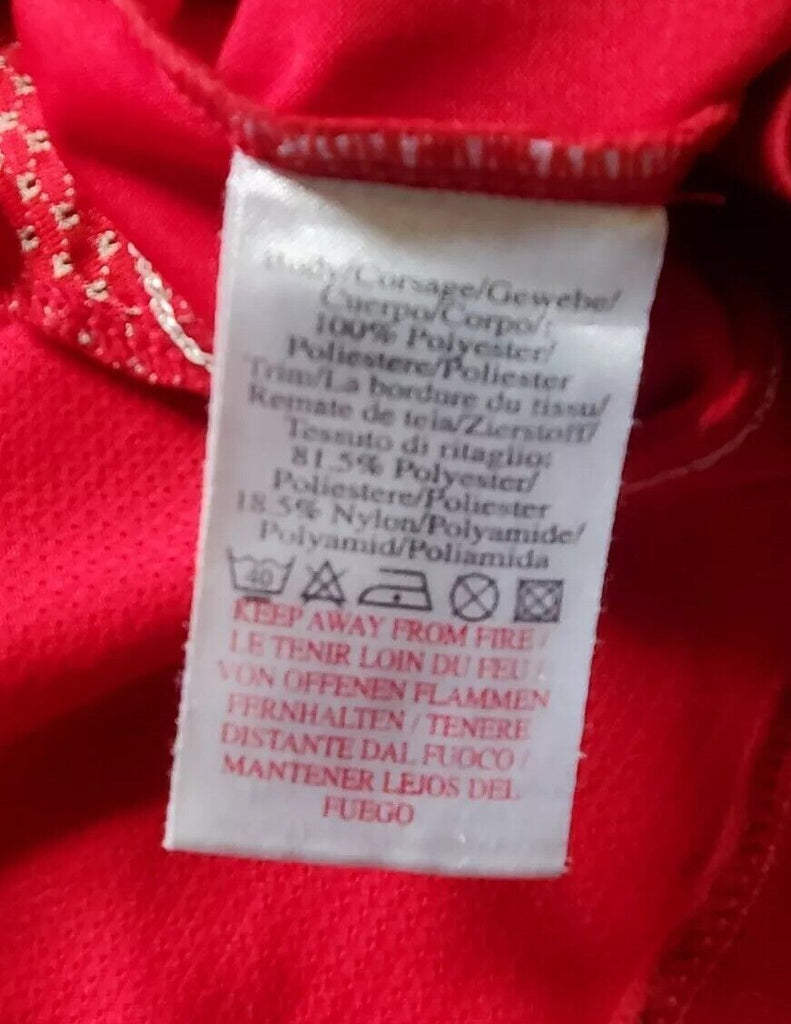 Body/Corsage/Gewebe/
Cuerpo/Corpo/:
100% Polyester/
Poliestere/Poliester
Trim/La bordure du tissu/
Remate de teia/Zierstoff/
Tessuto di ritaglio:
81.5% Polyester/
Poliestere/Poliester
18.5% Nylon/Polyamide/
Polyamid/Poliamida
40
KEEP AWAY FROM FIRE /
LE TENIR LOIN DU FEU /
VON OFFENEN FLAMMEN
FERNHALTEN / TENERE
DISTANTE DAL FUOCO /
MANTENER LEJOS DEL
FUEGO